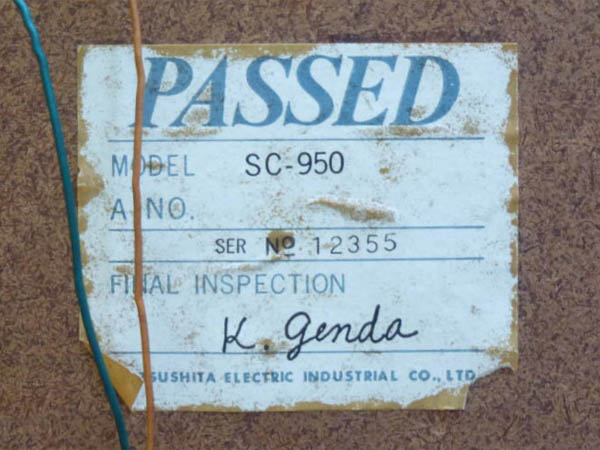 PASSED
MODEL SC-950
A NO.
SER Nº 12355
FINAL INSPECTION
K. Genda
SUSHITA ELECTRIC INDUSTRIAL CO., LTD